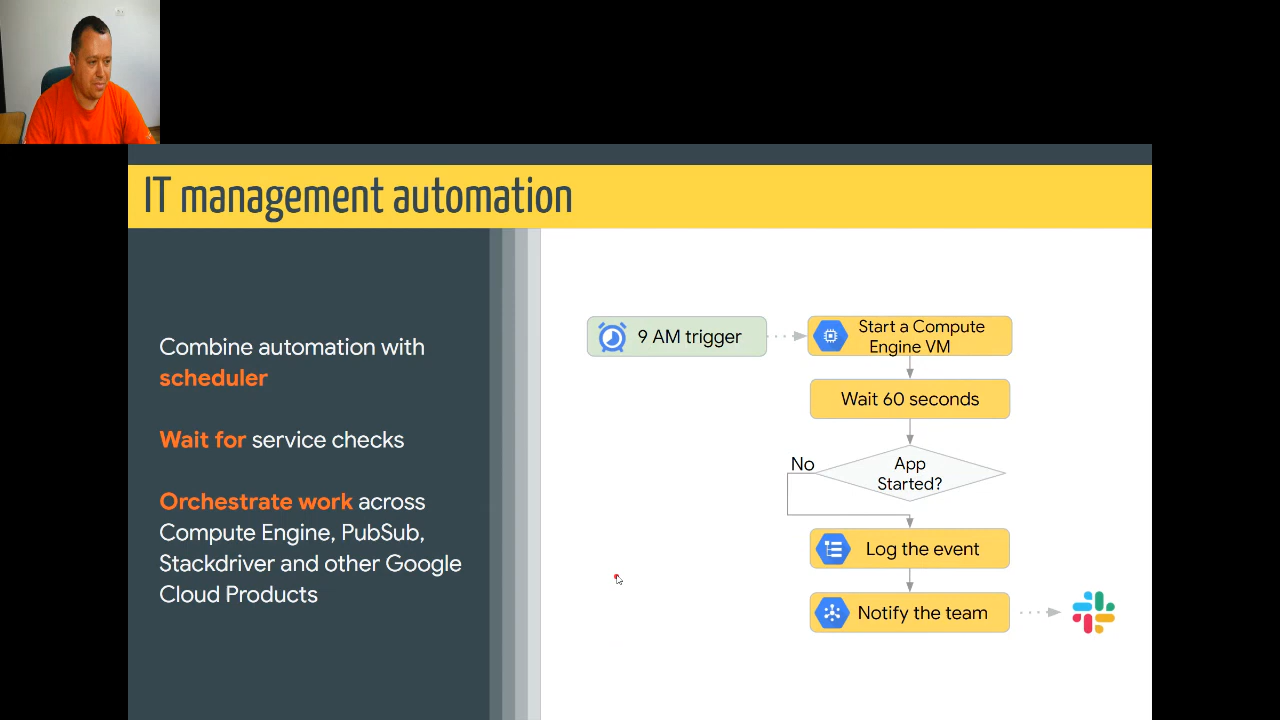 IT management automation
Combine automation with
scheduler
Wait for service checks
Orchestrate work across
Compute Engine, PubSub,
Stackdriver and other Google
Cloud Products
9 AM trigger
Start a Compute
Engine VM
Wait 60 seconds
No
App
Started?
Log the event
Notify the team